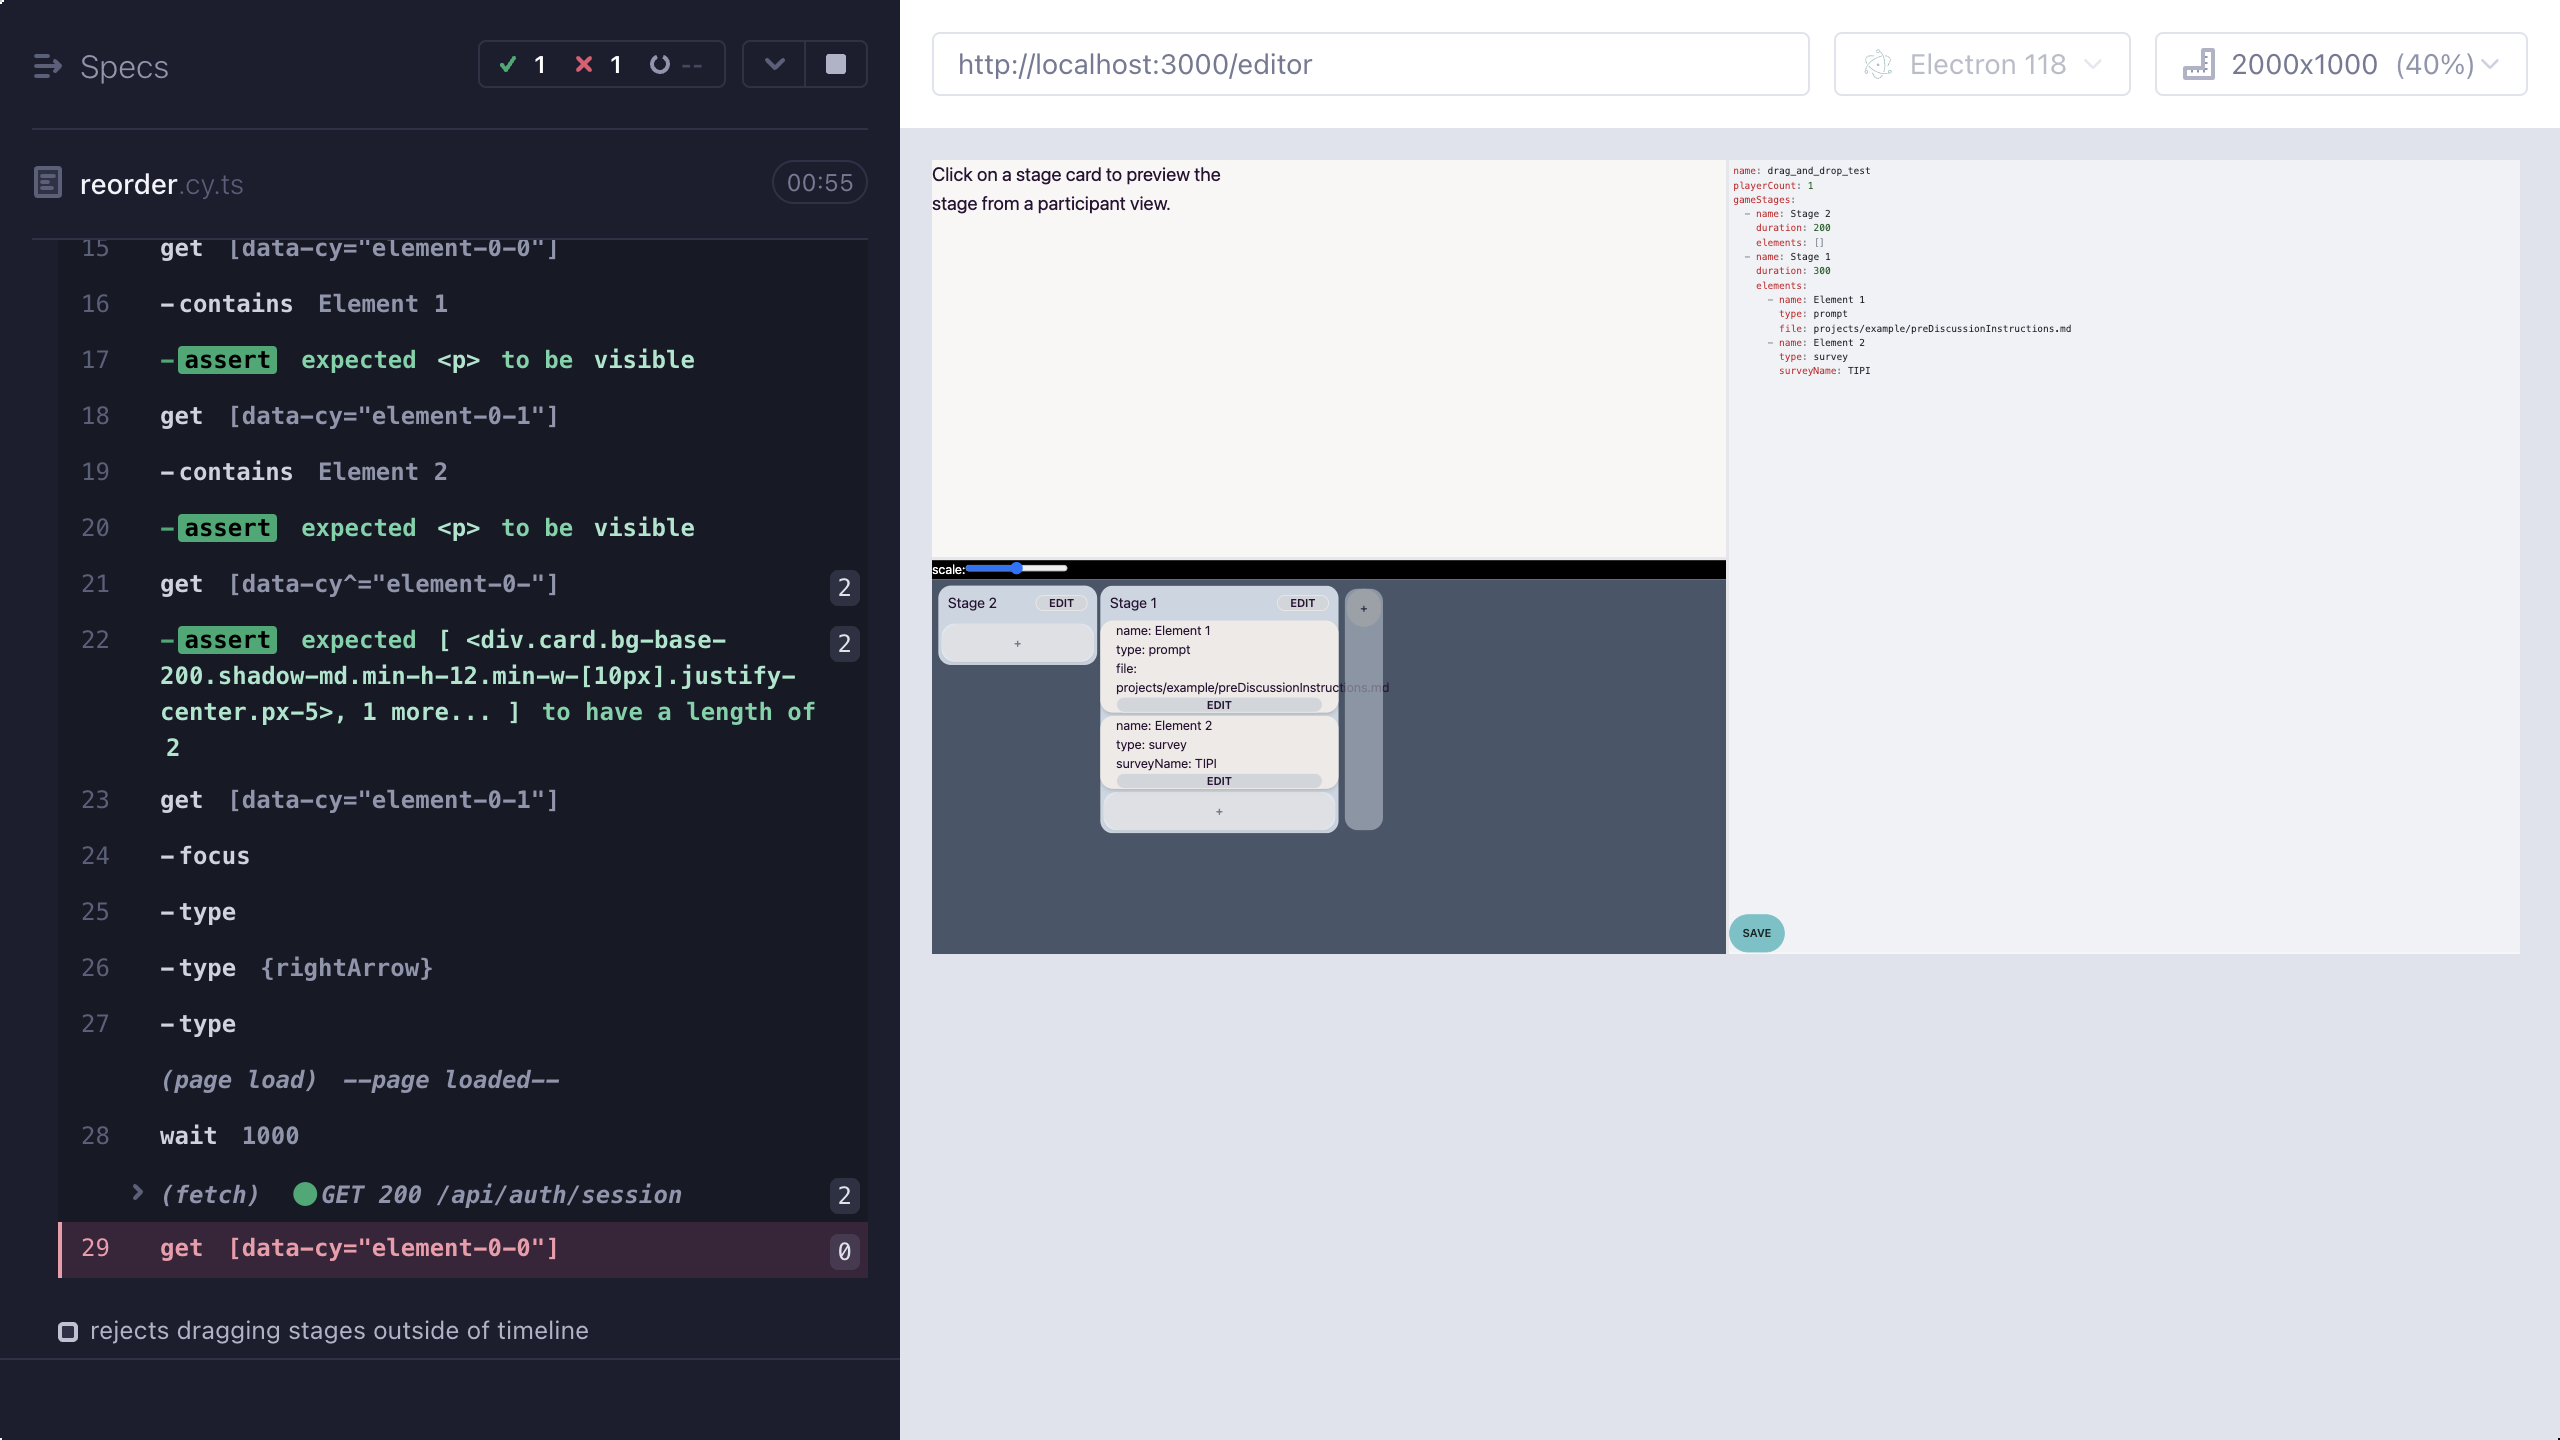 Specs
1 1 --
reorder.cy.ts 00:55
15 get [data-cy="element-0-0"]
16 -contains Element 1
17 -assert expected <p> to be visible
18 get [data-cy="element-0-1"]
19 -contains Element 2
20 -assert expected <p> to be visible
21 get [data-cy^="element-0-"] 2
22 -assert expected [ <div.card.bg-base-
200.shadow-md.min-h-12.min-w-[10px].justify-
center.px-5>, 1 more... ] to have a length of
2
2
23 get [data-cy="element-0-1"]
24 -focus
25 -type
26 -type {rightArrow}
27 -type
(page load) --page loaded--
28 wait 1000
(fetch) GET 200 /api/auth/session 2
29 get [data-cy="element-0-0"] 0
rejects dragging stages outside of timeline
http://localhost:3000/editor
Electron 118
2000x1000 (40%)
Click on a stage card to preview the
stage from a participant view.
scale:
Stage 2 EDIT
+
Stage 1 EDIT
name: Element 1
type: prompt
file:
projects/example/preDiscussionInstructions.md
EDIT
name: Element 2
type: survey
surveyName: TIPI
EDIT
+
+
name: drag_and_drop_test
playerCount: 1
gameStages:
- name: Stage 2
duration: 200
elements: []
- name: Stage 1
duration: 300
elements:
- name: Element 1
type: prompt
file: projects/example/preDiscussionInstructions.md
- name: Element 2
type: survey
surveyName: TIPI
SAVE